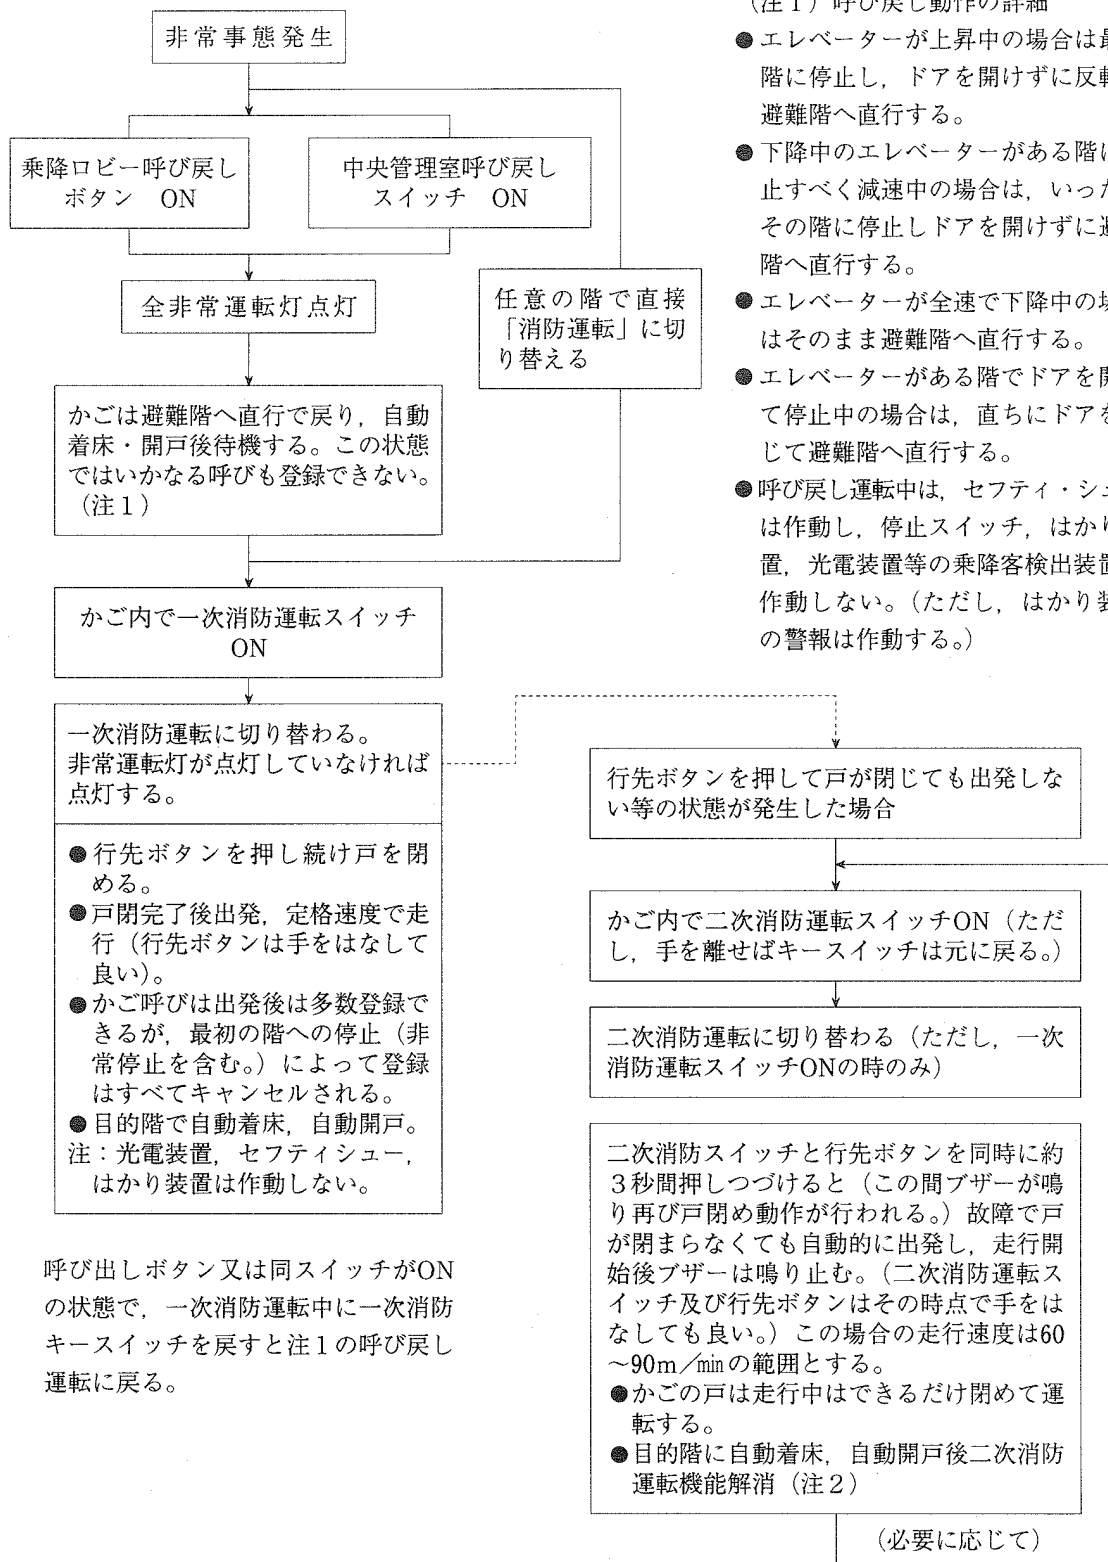 非常事態発生
乗降ロビー呼び戻し
ボタン ON
中央管理室呼び戻し
スイッチ ON
全非常運転灯点灯
任意の階で直接
「消防運転」に切
り替える
かごは避難階へ直行で戻り，自動
着床・開戸後待機する。この状態
ではいかなる呼びも登録できない。
（注１）
かご内で一次消防運転スイッチ
ON
一次消防運転に切り替わる。
非常運転灯が点灯していなければ
点灯する。
●行先ボタンを押し続け戸を閉
める。
●戸閉完了後出発，定格速度で走
行（行先ボタンは手をはなして
良い）。
●かご呼びは出発後は多数登録で
きるが，最初の階への停止（非
常停止を含む。）によって登録
はすべてキャンセルされる。
●目的階で自動着床，自動開戸。
注：光電装置，セフティシュー，
はかり装置は作動しない。
呼び出しボタン又は同スイッチがON
の状態で，一次消防運転中に一次消防
キースイッチを戻すと注１の呼び戻し
運転に戻る。
（注１）呼び戻し動作の詳細
●エレベーターが上昇中の場合は
階に停止し，ドアを開けずに反
避難階へ直行する。
●下降中のエレベーターがある階
止すべく減速中の場合は，いっ
その階に停止しドアを開けずに
階へ直行する。
●エレベーターが全速で下降中の
はそのまま避難階へ直行する。
●エレベーターがある階でドアを
て停止中の場合は，直ちにドアを
じて避難階へ直行する。
●呼び戻し運転中は，セフティ・シ
は作動し，停止スイッチ，はかり
置，光電装置等の乗降客検出装
作動しない。（ただし，はかり
の警報は作動する。）
行先ボタンを押して戸が閉じても出発しな
い等の状態が発生した場合
かご内で二次消防運転スイッチON（ただ
し，手を離せばキースイッチは元に戻る。）
二次消防運転に切り替わる（ただし，一次
消防運転スイッチONの時のみ）
二次消防スイッチと行先ボタンを同時に約
３秒間押しつづけると（この間ブザーが鳴
り再び戸閉め動作が行われる。）故障で戸
が閉まらなくても自動的に出発し，走行開
始後ブザーは鳴り止む。（二次消防運転ス
イッチ及び行先ボタンはその時点で手をは
なしても良い。）この場合の走行速度は60
～90m／㎜inの範囲とする。
●かごの戸は走行中はできるだけ閉めて運
転する。
●目的階に自動着床，自動開戸後二次消防
運転機能解消（注２）
（必要に応じて）